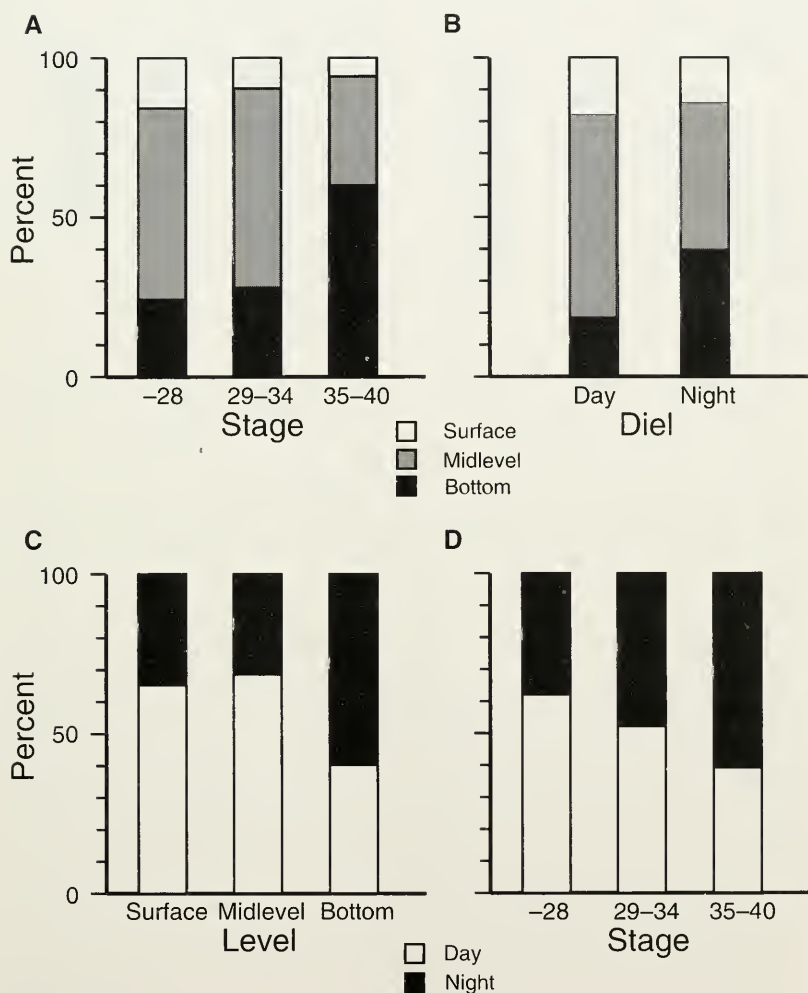 A
B
100
50
0
Percent
–28 29–34 35–40
Stage
Day Night
Diel
Surface
Midlevel
Bottom
C
D
100
50
0
Percent
Surface Midlevel Bottom
Level
–28 29–34 35–40
Stage
Day
Night